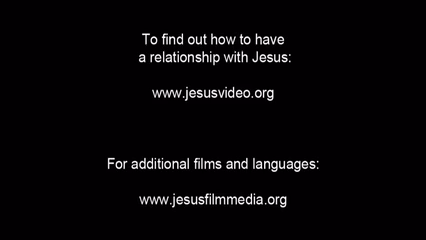 To find out how to have
a relationship with Jesus:
www.jesusvideo.org
For additional films and languages:
www.jesusfilmmedia.org